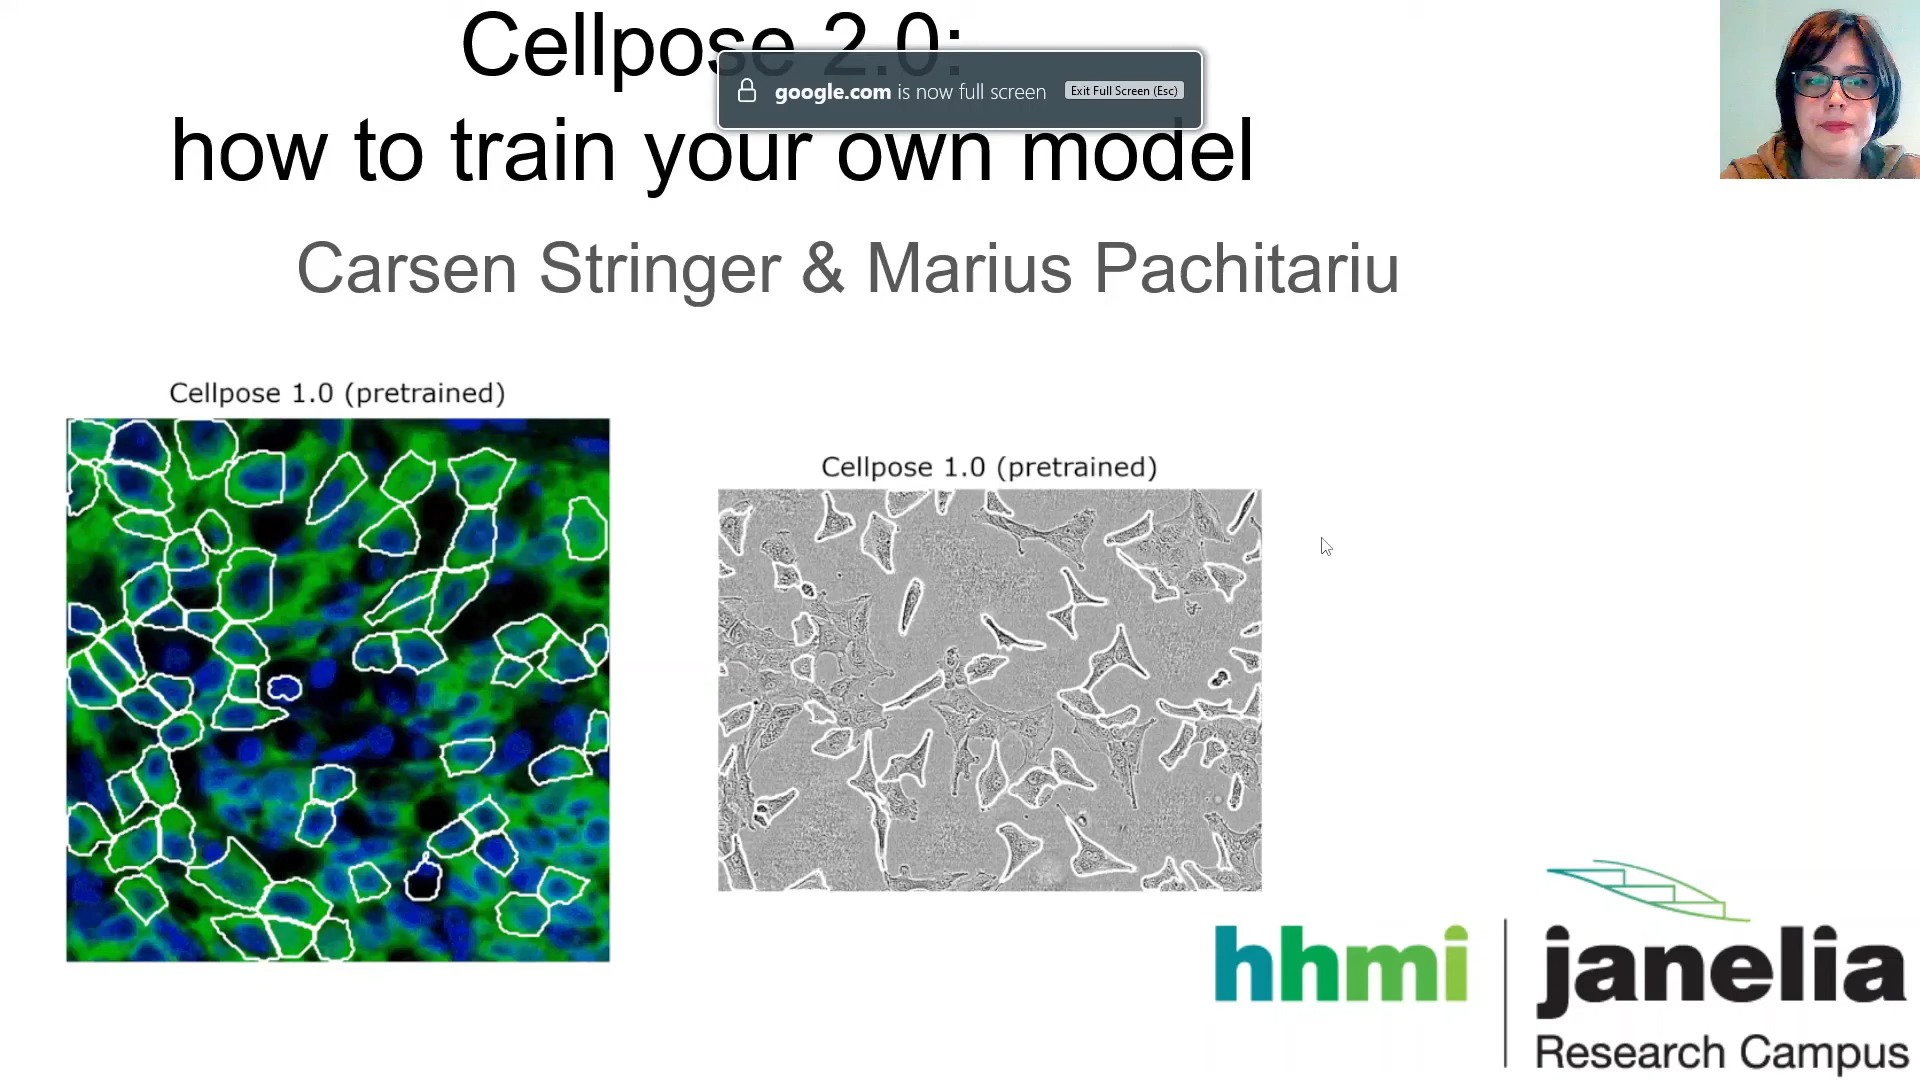 Cellpose 2.0:
google.com is now full screen Exit Full Screen (Esc)
how to train your own model
Carsen Stringer & Marius Pachitariu
Cellpose 1.0 (pretrained)
Cellpose 1.0 (pretrained)
hhmi janelia
Research Campus